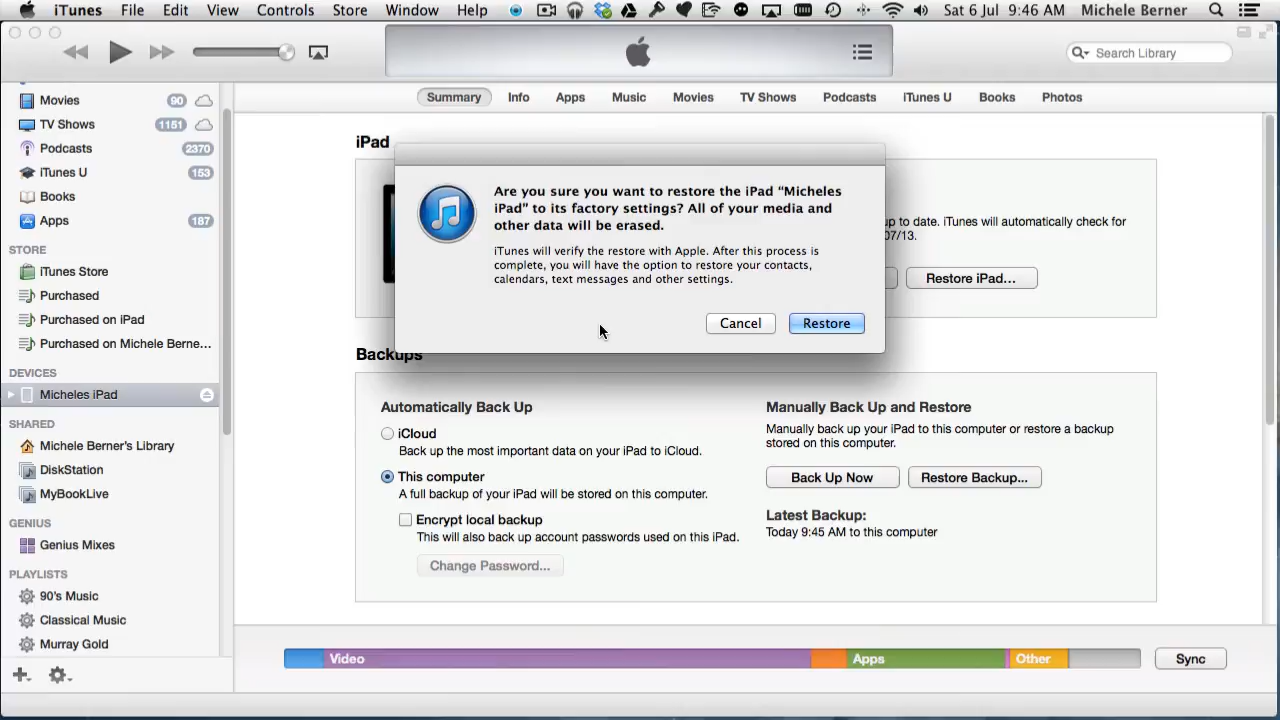 iTunes File Edit View Controls Store Window Help Sat 6 Jul 9:46 AM Michele Berner
Search Library
Movies 90
TV Shows 1151
Podcasts 2370
iTunes U 153
Books
Apps 187
STORE
iTunes Store
Purchased
Purchased on iPad
Purchased on Michele Berne...
DEVICES
Micheles iPad
SHARED
Michele Berner's Library
DiskStation
MyBookLive
GENIUS
Genius Mixes
PLAYLISTS
90's Music
Classical Music
Murray Gold
Summary Info Apps Music Movies TV Shows Podcasts iTunes U Books Photos
iPad
Are you sure you want to restore the iPad “Micheles
iPad” to its factory settings? All of your media and
other data will be erased.
iTunes will verify the restore with Apple. After this process is
complete, you will have the option to restore your contacts,
calendars, text messages and other settings.
Cancel Restore
up to date. iTunes will automatically check for
07/13.
Restore iPad...
Backups
Automatically Back Up
iCloud
Back up the most important data on your iPad to iCloud.
This computer
A full backup of your iPad will be stored on this computer.
Encrypt local backup
This will also back up account passwords used on this iPad.
Change Password...
Manually Back Up and Restore
Manually back up your iPad to this computer or restore a backup
stored on this computer.
Back Up Now Restore Backup...
Latest Backup:
Today 9:45 AM to this computer
Video Apps Other Sync